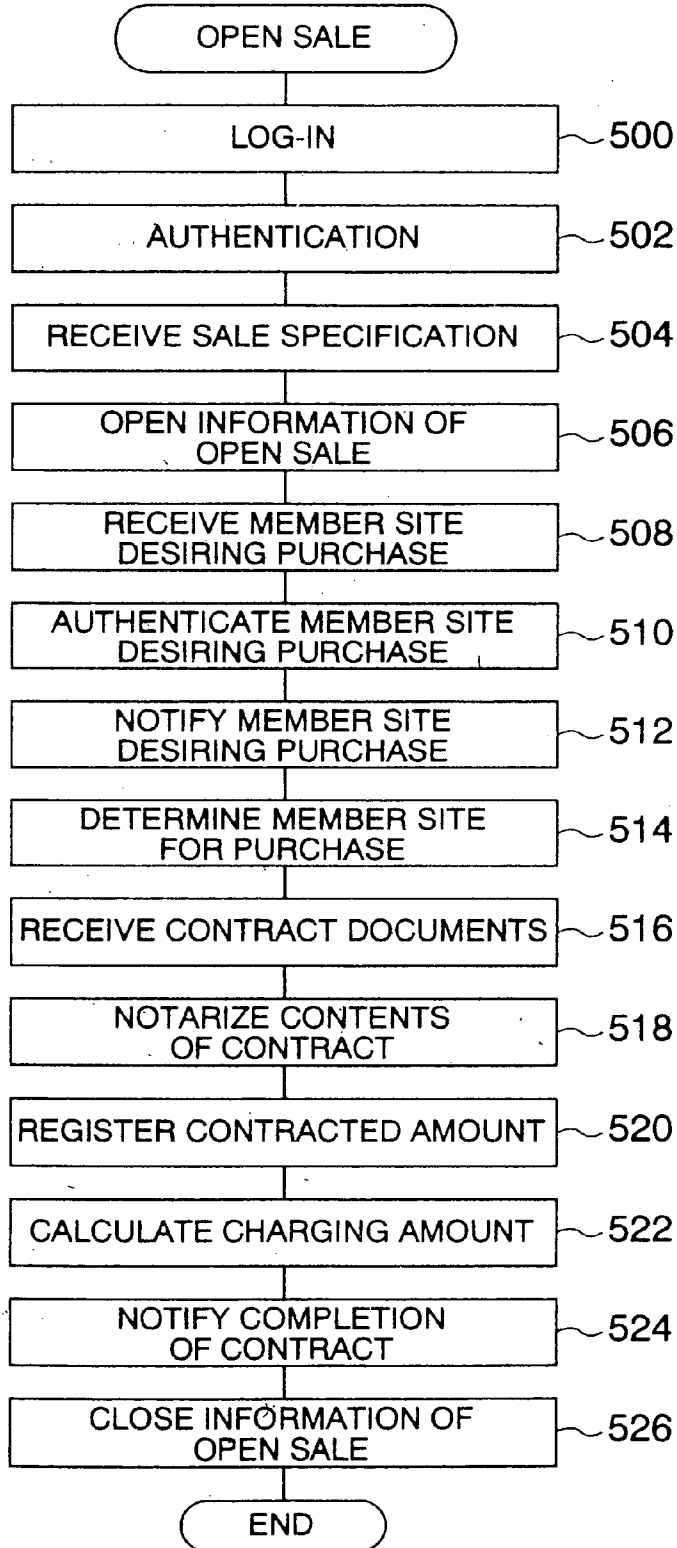 OPEN SALE
LOG-IN 500
AUTHENTICATION 502
RECEIVE SALE SPECIFICATION 504
OPEN INFORMATION OF
OPEN SALE 506
RECEIVE MEMBER SITE
DESIRING PURCHASE 508
AUTHENTICATE MEMBER SITE
DESIRING PURCHASE 510
NOTIFY MEMBER SITE
DESIRING PURCHASE 512
DETERMINE MEMBER SITE
FOR PURCHASE 514
RECEIVE CONTRACT DOCUMENTS 516
NOTARIZE CONTENTS
OF CONTRACT 518
REGISTER CONTRACTED AMOUNT 520
CALCULATE CHARGING AMOUNT 522
NOTIFY COMPLETION
OF CONTRACT 524
CLOSE INFORMATION OF
OPEN SALE 526
END